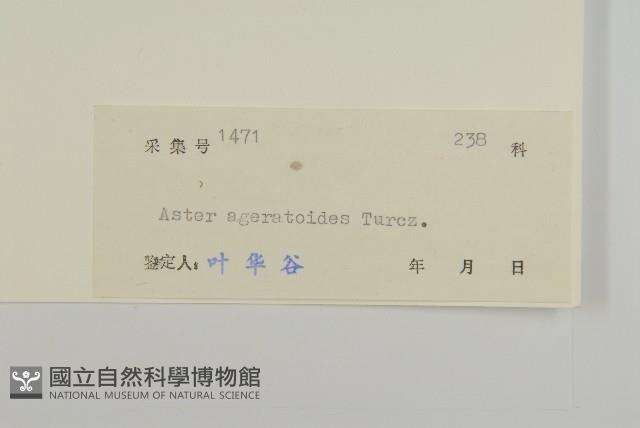 采集号 1471 238 科
Aster ageratoides Turcz.
鉴定人: 叶华谷 年 月 日
國立自然科學博物館
NATIONAL MUSEUM OF NATURAL SCIENCE